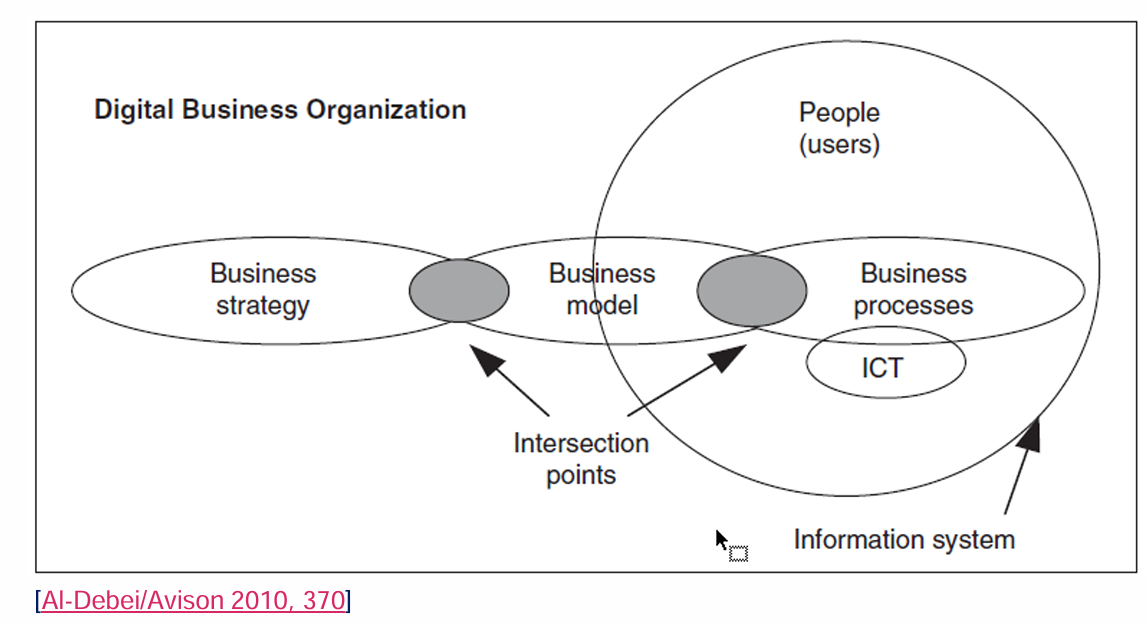 Digital Business Organization
People
(users)
Business
strategy
Business
model
Business
processes
ICT
Intersection
points
Information system
[Al-Debei/Avison 2010, 370]